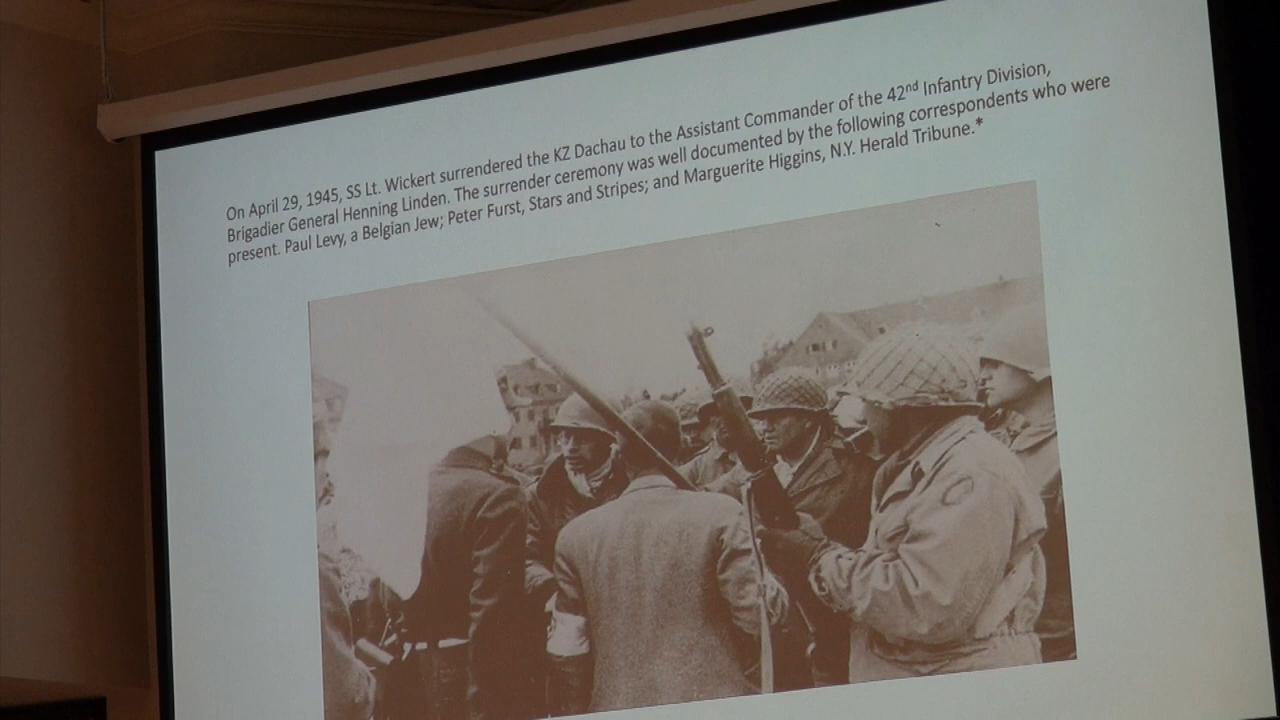 On April 29, 1945, SS Lt. Wickert surrendered the KZ Dachau to the Assistant Commander of the 42nd Infantry Division,
Brigadier General Henning Linden. The surrender ceremony was well documented by the following correspondents who were
present. Paul Levy, a Belgian Jew; Peter Furst, Stars and Stripes; and Marguerite Higgins, N.Y. Herald Tribune.*